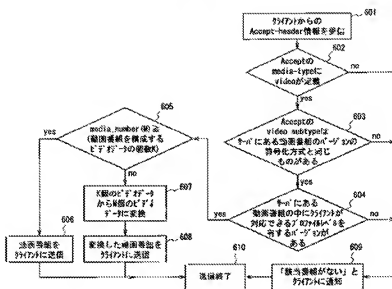 601
クライアントからの
Accept-header情報を受信
602
Acceptの
media-typeに
videoが定義
no
yes
603
Acceptの
video subtypeは
サーバにある動画番組のバージョンの
符号化方式と同じ
ものがある
no
yes
604
サーバにある
動画番組の中にクライアントが
対応できるプロファイルレベルを
有するバージョンが
ある
no
yes
605
media_number(M)≧
(動画番組を構成する
ビデオデータの個数K)
yes
no
607
K個のビデオデータ
からM個のビデオ
データに変換
606
動画番組を
クライアントに送信
608
変換した動画番組を
クライアントに送信
610
送信終了
609
「該当番組がない」と
クライアントに通知